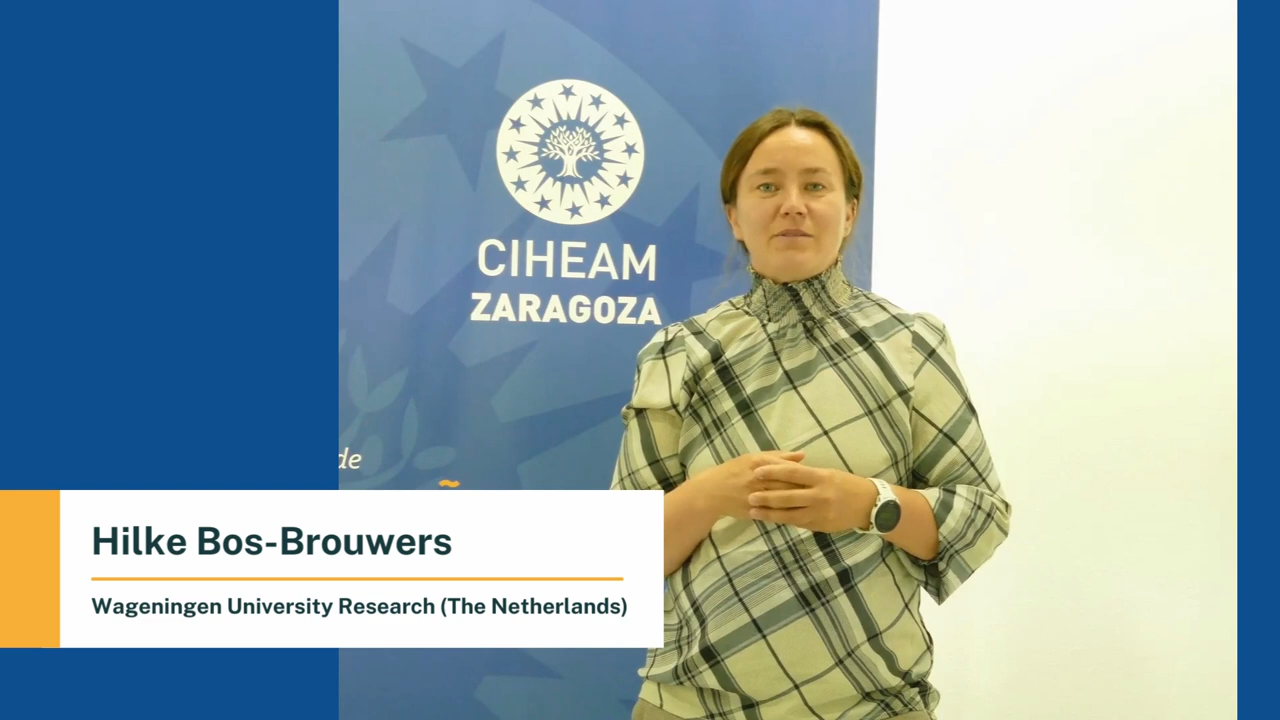 CIHEAM
ZARAGOZA
de
Hilke Bos-Brouwers
Wageningen University Research (The Netherlands)